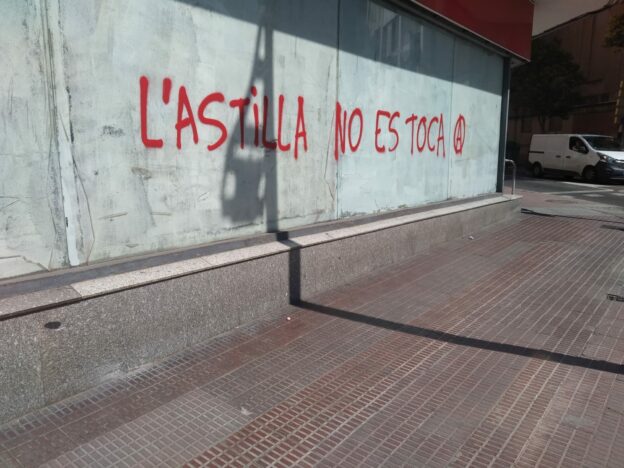 L'ASTILLA NO ES TOCA Ⓐ